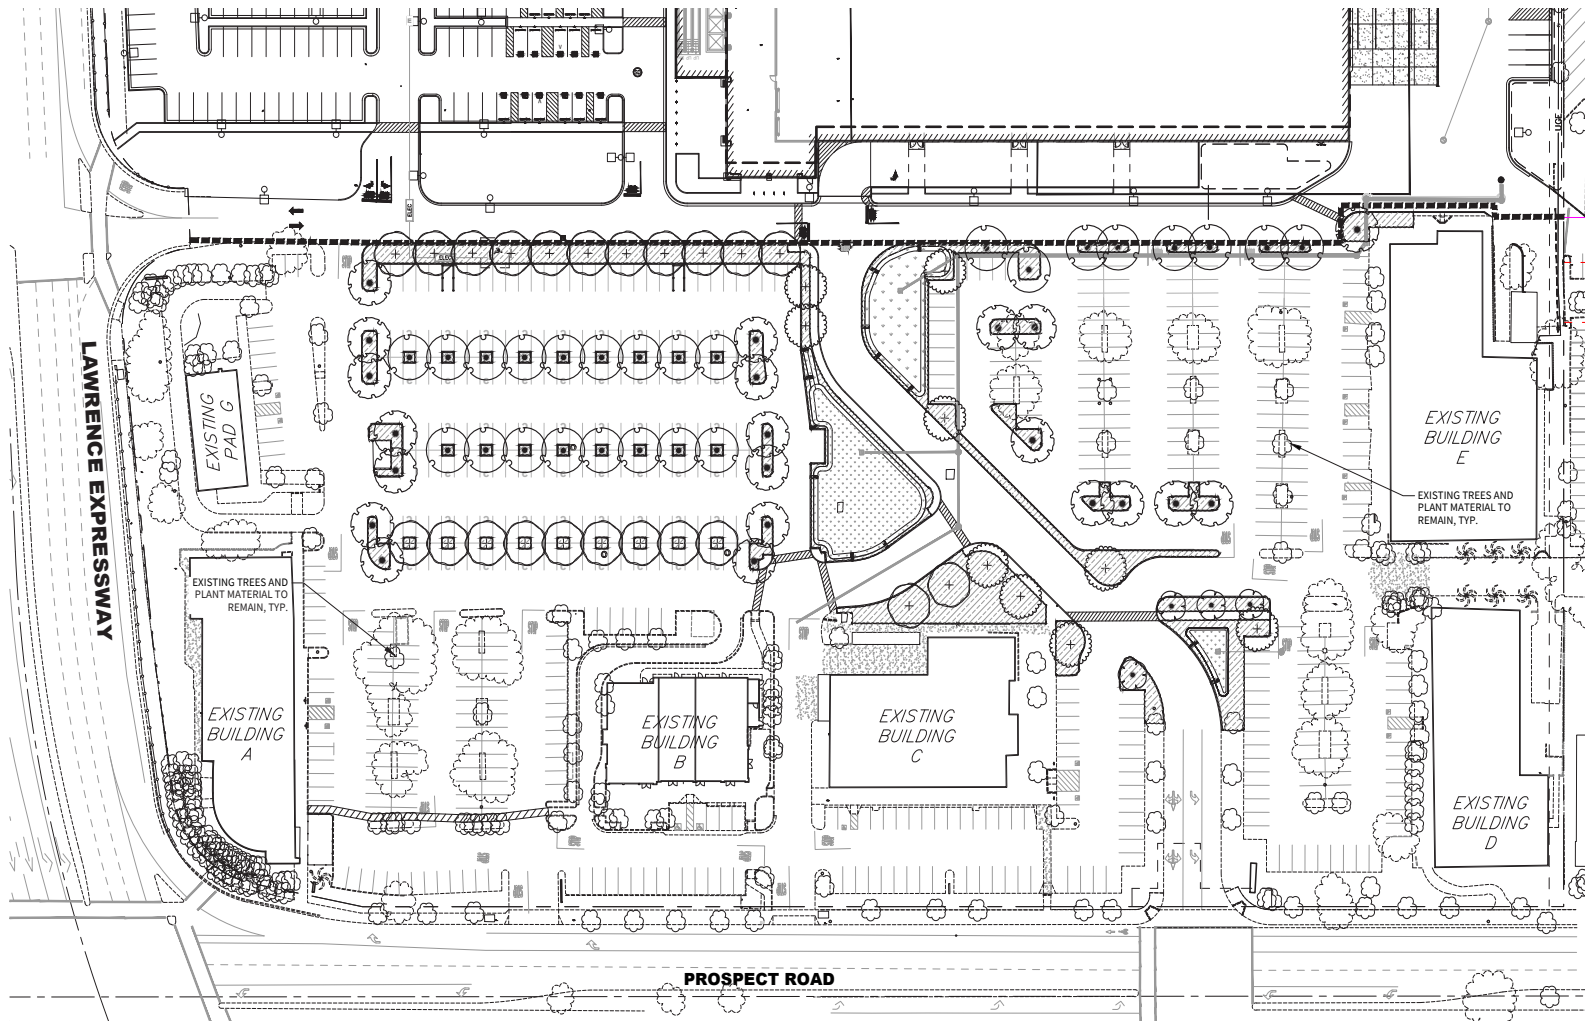 ELEC
LAWRENCE EXPRESSWAY
EXISTING
PAD G
EXISTING
BUILDING
E
EXISTING TREES AND
PLANT MATERIAL TO
REMAIN, TYP.
EXISTING TREES AND
PLANT MATERIAL TO
REMAIN, TYP.
EXISTING
BUILDING
A
EXISTING
BUILDING
B
EXISTING
BUILDING
C
EXISTING
BUILDING
D
PROSPECT ROAD